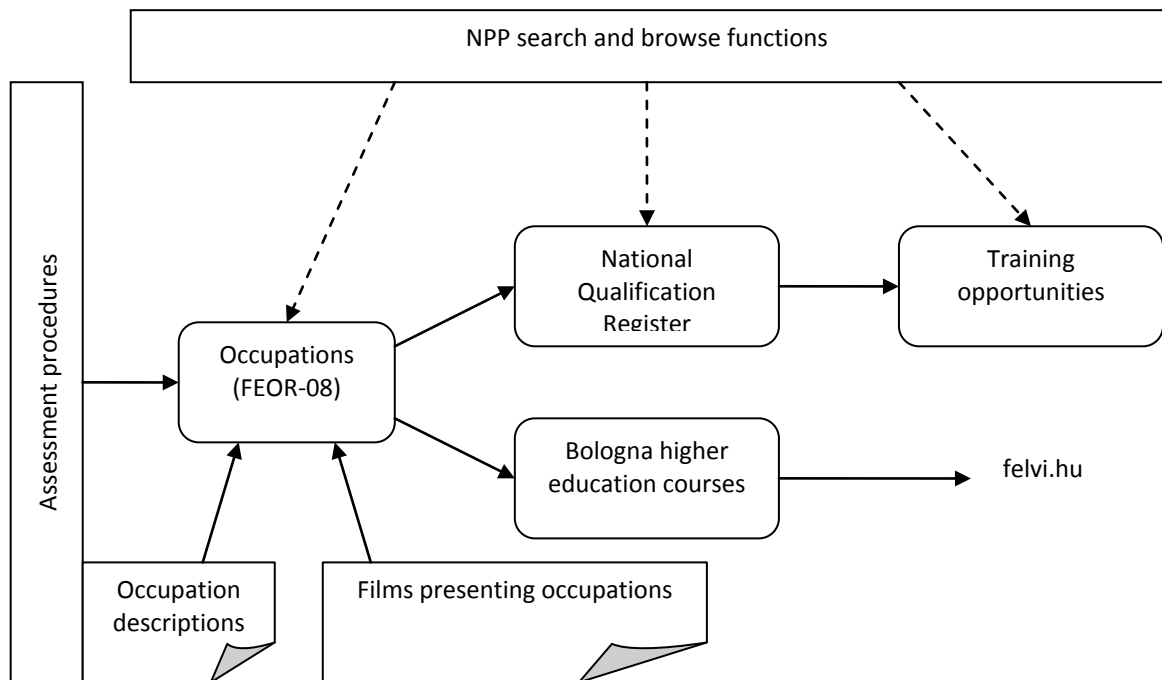 NPP search and browse functions
Assessment procedures
National
Qualification
Register
Training
opportunities
Occupations
(FEOR-08)
Bologna higher
education courses
felvi.hu
Occupation
descriptions
Films presenting occupations